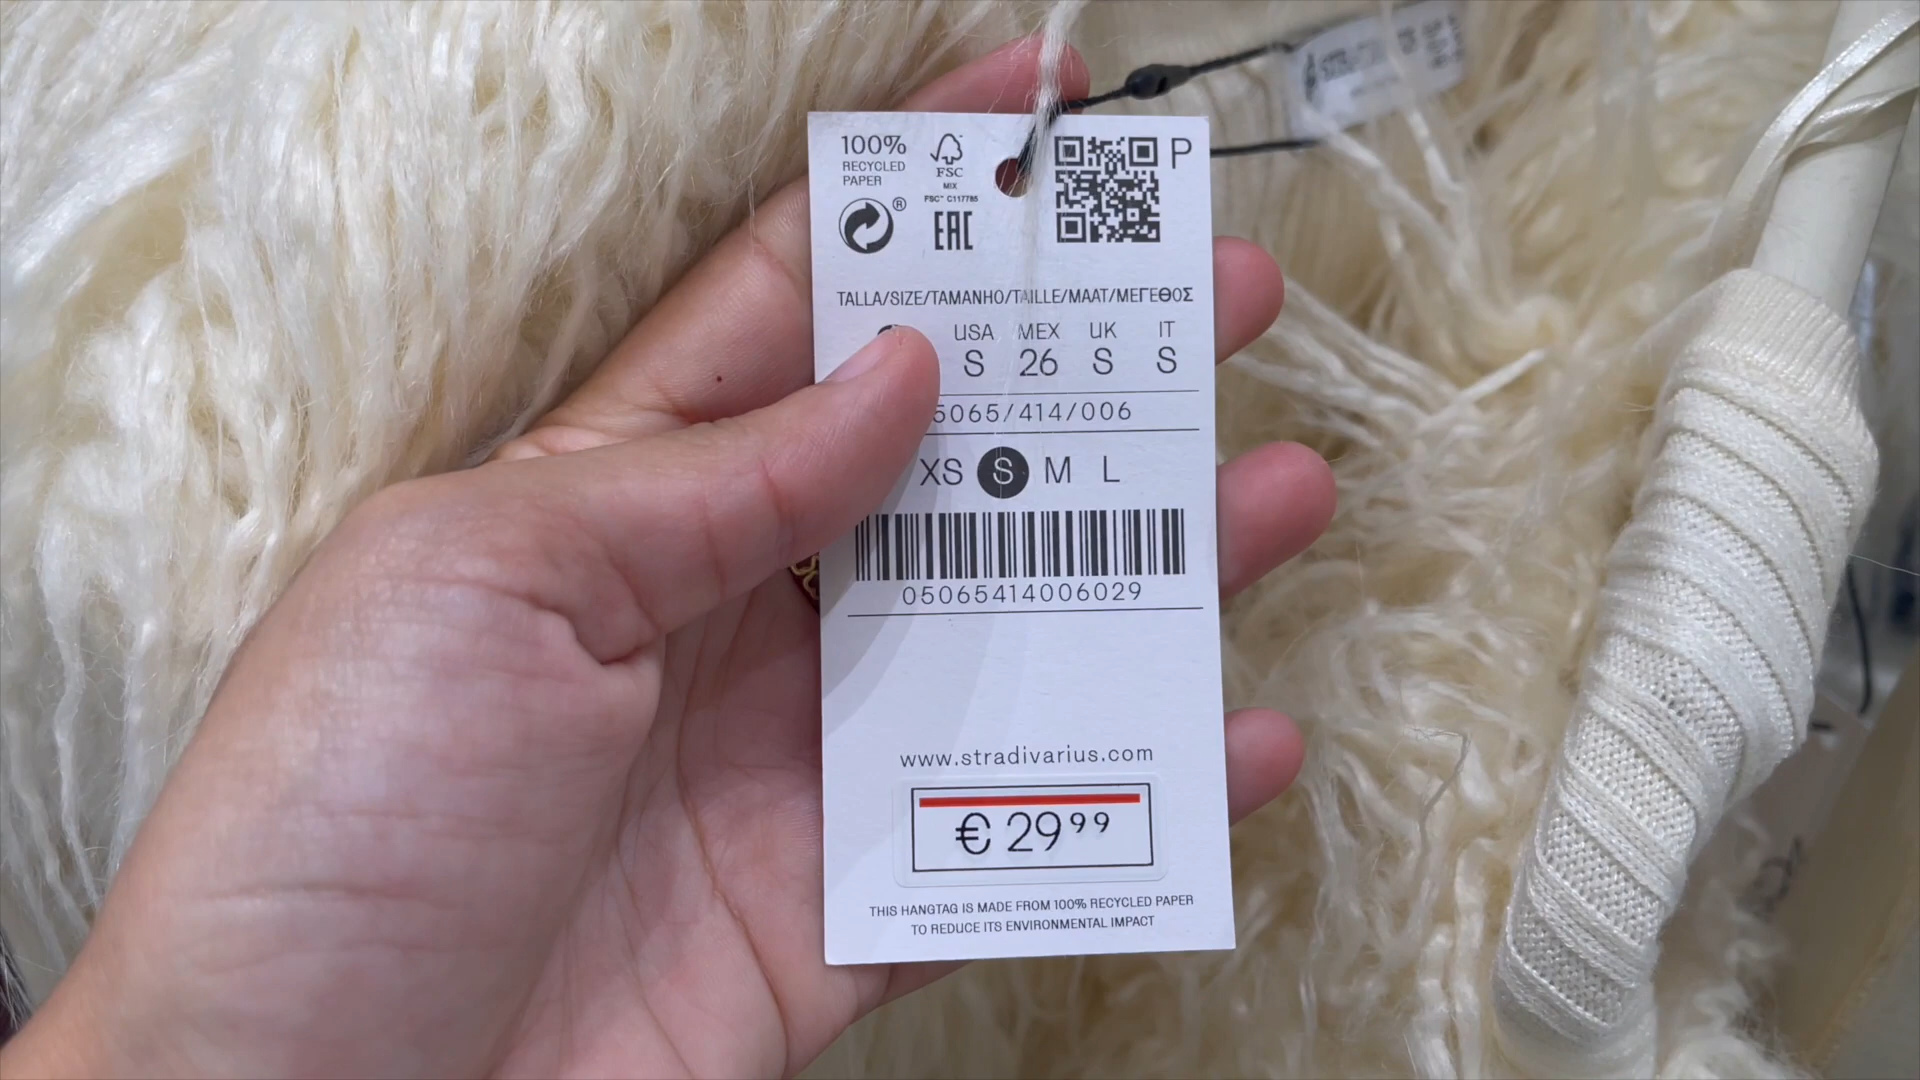 100%
RECYCLED
PAPER
FSC
MIX
FSC™ C117785
®
EAC
P
TALLA/SIZE/TAMANHO/TAILLE/MAAT/ΜΕΓΕΘΟΣ
USA MEX UK IT
S 26 S S
5065/414/006
XS S M L
05065414006029
www.stradivarius.com
€ 29⁹⁹
THIS HANGTAG IS MADE FROM 100% RECYCLED PAPER
TO REDUCE ITS ENVIRONMENTAL IMPACT